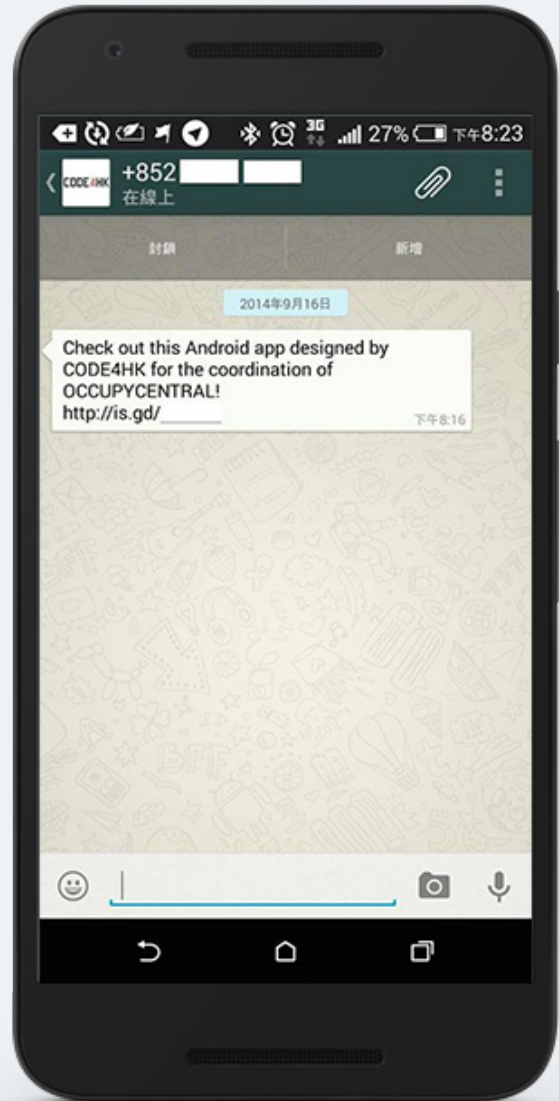 3G
27%
下午8:23
CODE4HK
+852
在線上
封鎖
新增
2014年9月16日
Check out this Android app designed by
CODE4HK for the coordination of
OCCUPYCENTRAL!
http://is.gd/
下午8:16